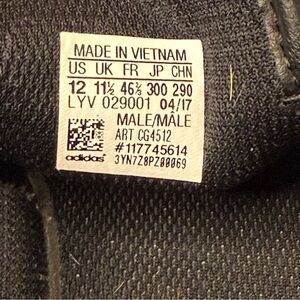 MADE IN VIETNAM
US UK FR JP CHN
12 11½ 46⅔ 300 290
LYV 029001 04/17
MALE/MÂLE
ART CG4512
#117745614
adidas 3YN7Z8PZ00069